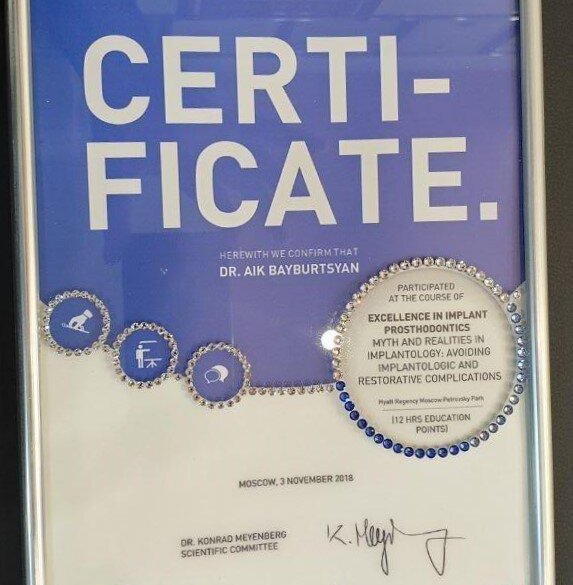 CERTI-
FICATE.
HEREWITH WE CONFIRM THAT
DR. AIK BAYBURTSYAN
PARTICIPATED
AT THE COURSE OF
EXCELLENCE IN IMPLANT
PROSTHODONTICS
MYTH AND REALITIES IN
IMPLANTOLOGY: AVOIDING
IMPLANTOLOGIC AND
RESTORATIVE COMPLICATIONS
Hyatt Regency Moscow Petrovsky Park
(12 HRS EDUCATION
POINTS)
MOSCOW, 3 NOVEMBER 2018
DR. KONRAD MEYENBERG
SCIENTIFIC COMMITTEE